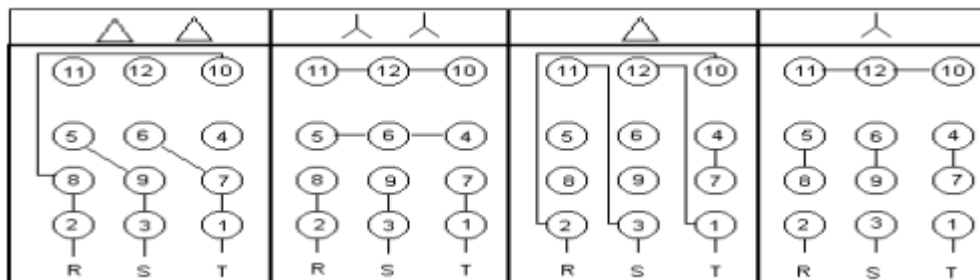 11 12 10 11 12 10 11 12 10 11 12 10
5 6 4 5 6 4 5 6 4 5 6 4
8 9 7 8 9 7 8 9 7 8 9 7
2 3 1 2 3 1 2 3 1 2 3 1
R S T R S T R S T R S T